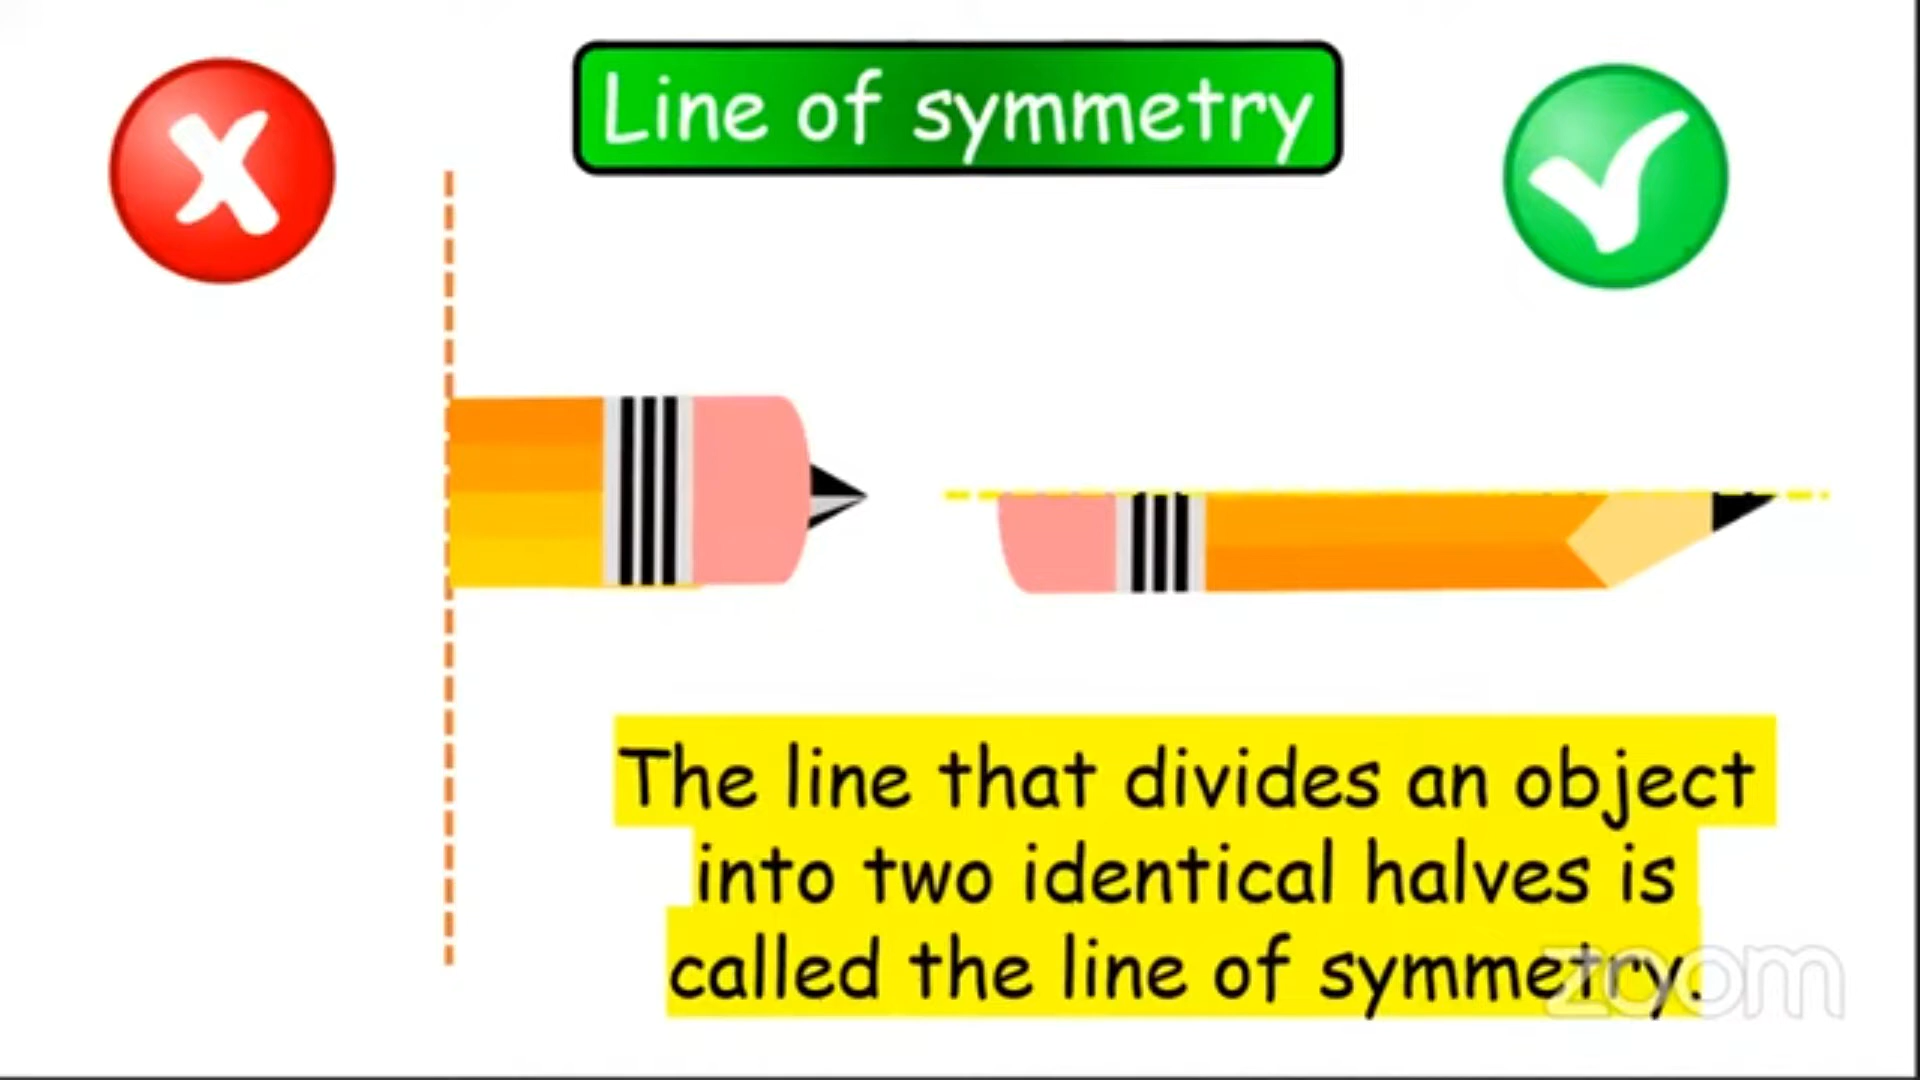 Line of symmetry
The line that divides an object
into two identical halves is
called the line of symmetry.
zoom